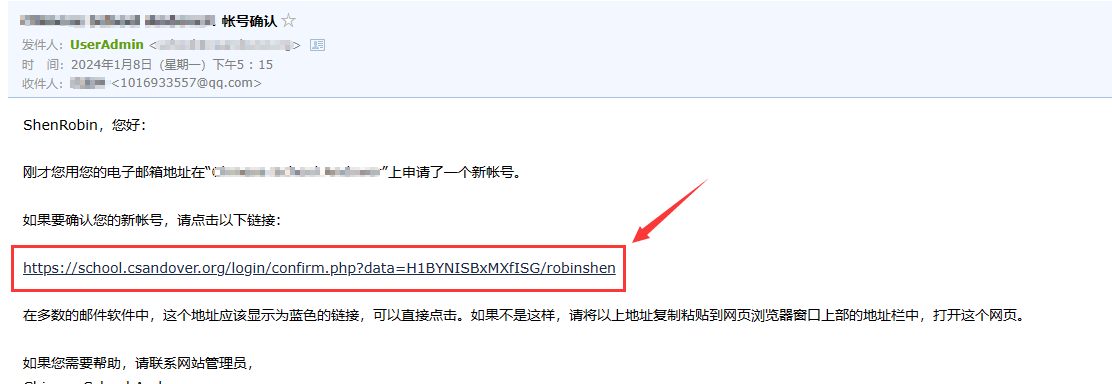 帐号确认
发件人：UserAdmin
时 间：2024年1月8日（星期一）下午5：15
收件人： <1016933557@qq.com>
ShenRobin，您好：
刚才您用您的电子邮箱地址在“ ”上申请了一个新帐号。
如果要确认您的新帐号，请点击以下链接：
https://school.csandover.org/login/confirm.php?data=H1BYNISBxMXfISG/robinshen
在多数的邮件软件中，这个地址应该显示为蓝色的链接，可以直接点击。如果不是这样，请将以上地址复制粘贴到网页浏览器窗口上部的地址栏中，打开这个网页。
如果您需要帮助，请联系网站管理员，